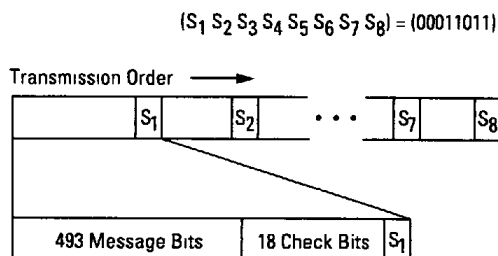 (S1 S2 S3 S4 S5 S6 S7 S8) = (00011011)
Transmission Order
S1 S2 • • • S7 S8
493 Message Bits 18 Check Bits S1